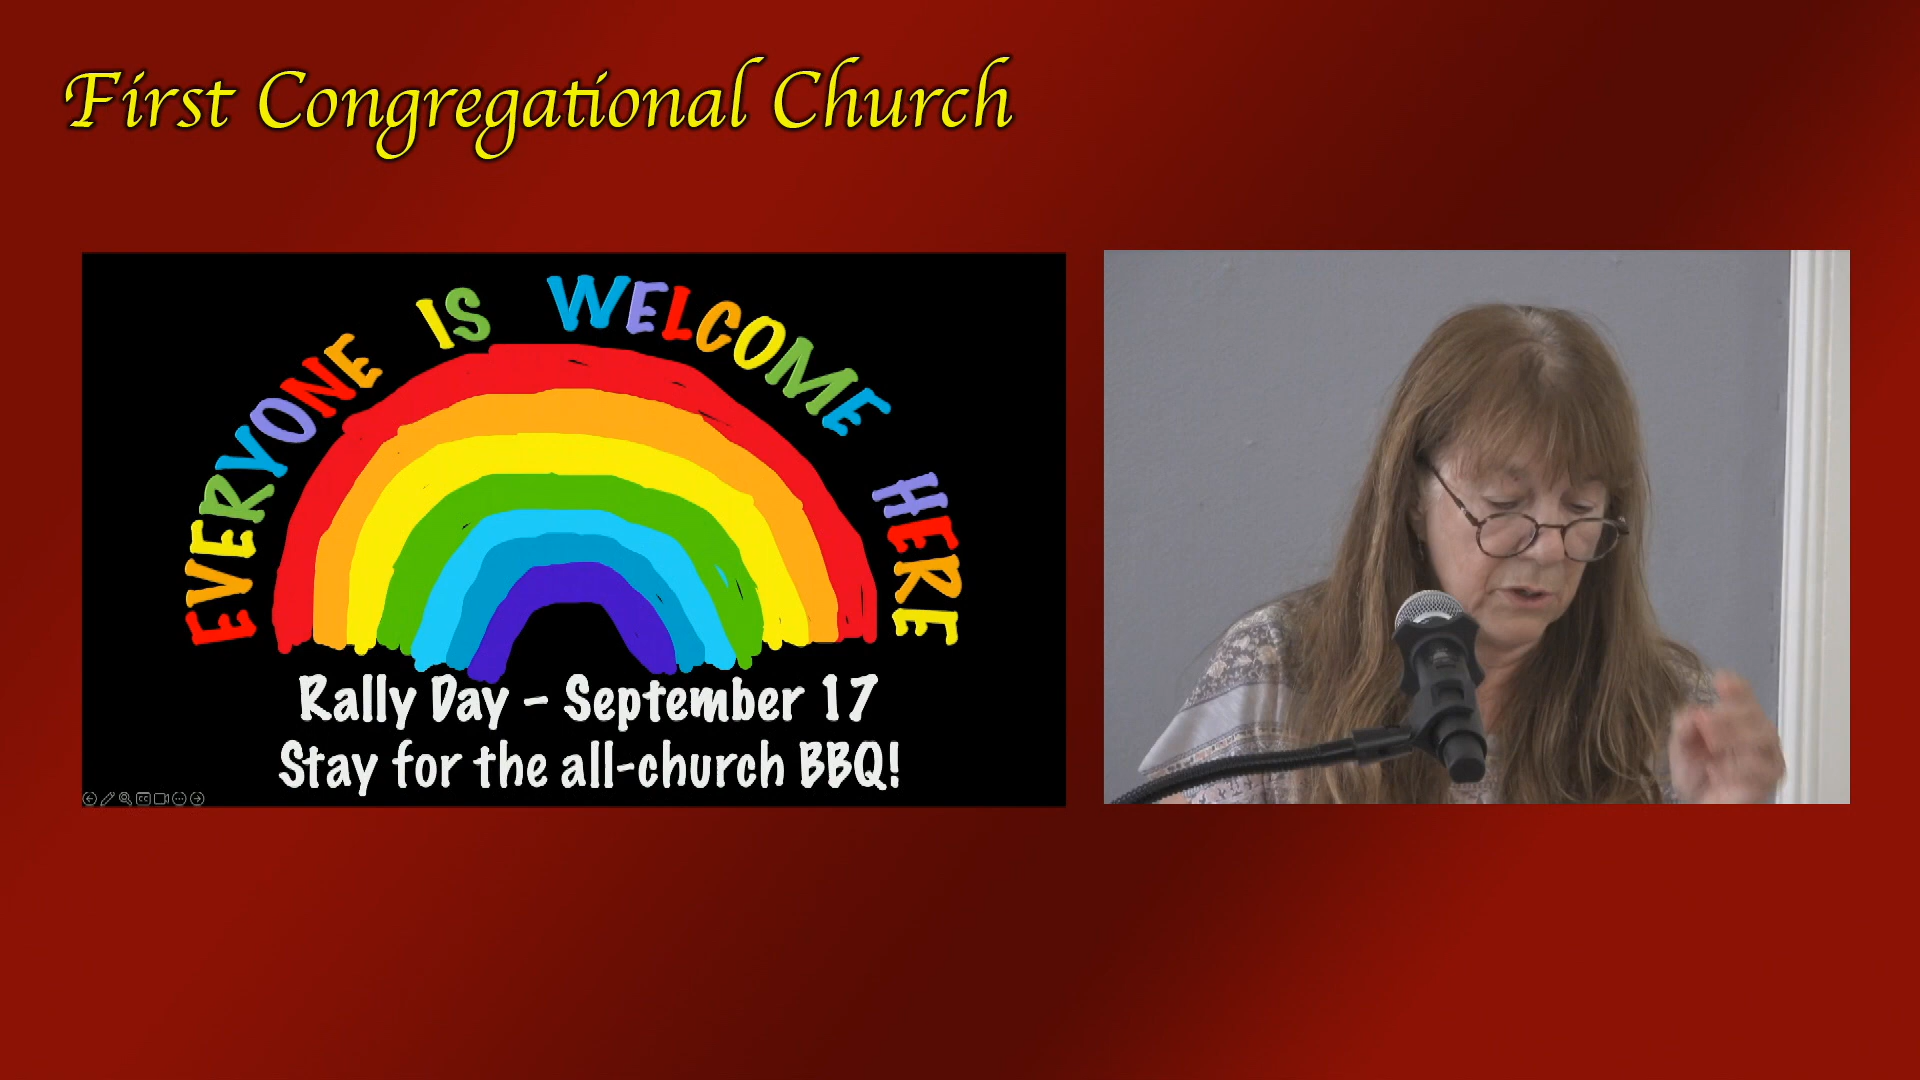 First Congregational Church
EVERYONE IS WELCOME HERE
Rally Day – September 17
Stay for the all-church BBQ!